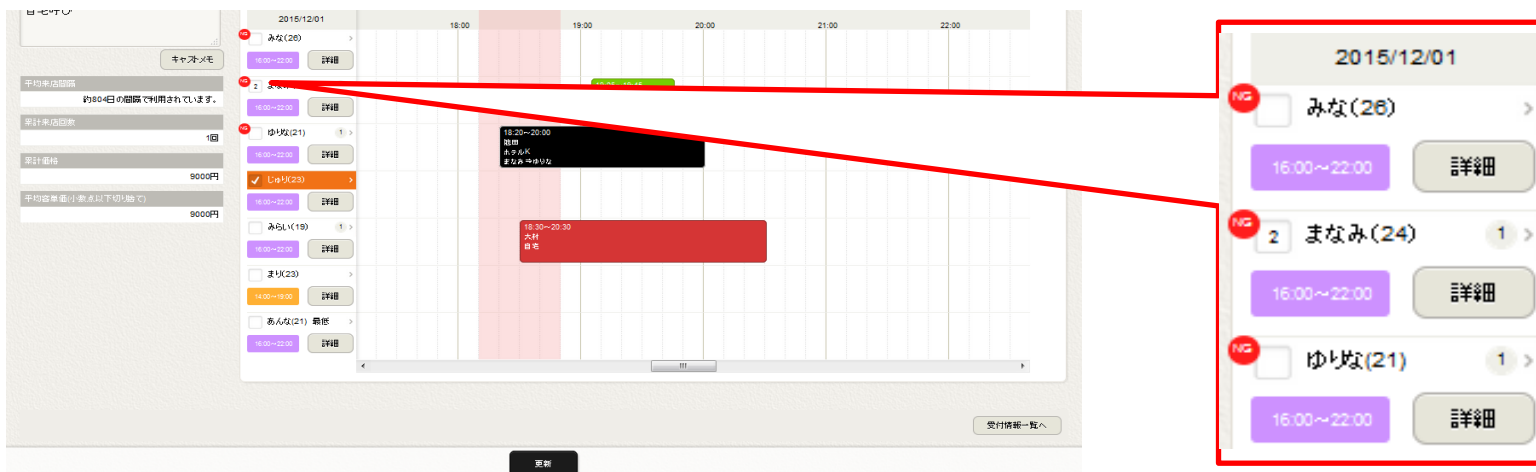 キャストメモ
平均来店間隔
約804日の間隔で利用されています。
累計来店回数
1回
累計価格
9000円
平均客単価(小数点以下切り捨て)
9000円
2015/12/01
18:00
19:00
20:00
21:00
22:00
NG
みな(26)
16:00～22:00
詳細
NG
2
16:00～22:00
詳細
NG
ゆりな(21)
1
16:00～22:00
詳細
じゅり(23)
16:00～22:00
詳細
みらい(19)
1
16:00～22:00
詳細
まり(23)
14:00～19:00
詳細
あんな(21) 最低
16:00～22:00
詳細
18:20～20:00
池田
ホテルK
まなみ⇒ゆりな
18:30～20:30
大村
自宅
受付情報一覧へ
更新
2015/12/01
NG
みな(26)
16:00～22:00
詳細
NG
2
まなみ(24)
1
16:00～22:00
詳細
NG
ゆりな(21)
1
16:00～22:00
詳細